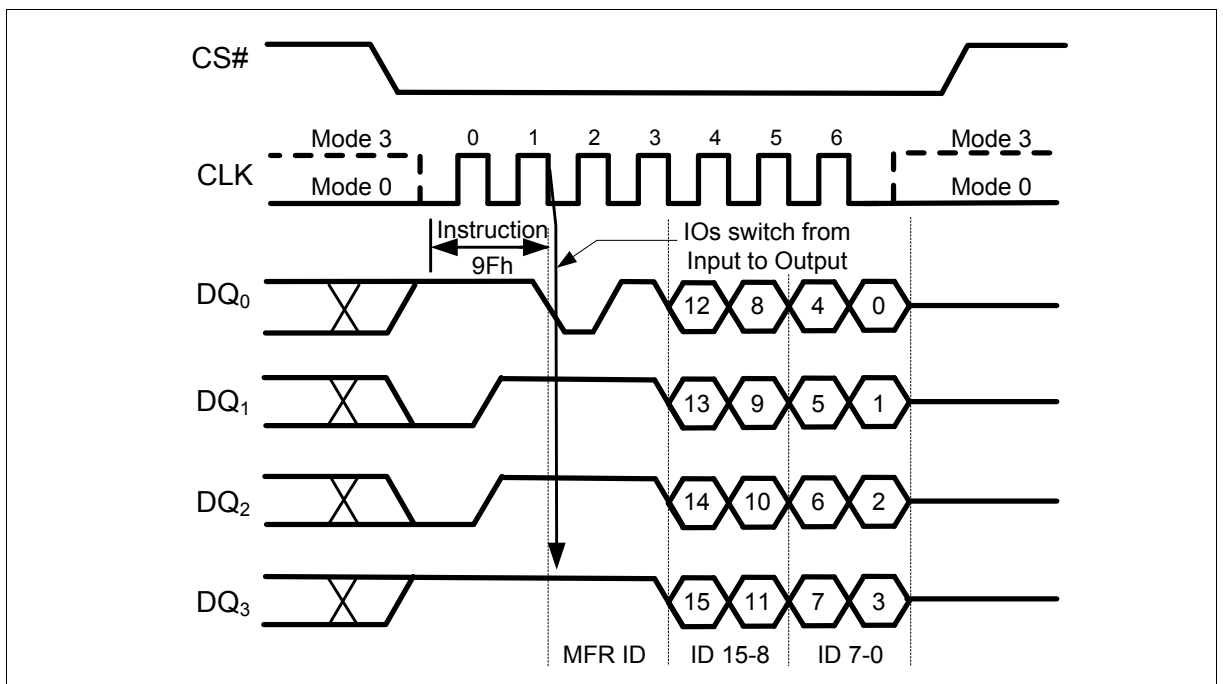 CS#
Mode 3 0 1 2 3 4 5 6 Mode 3
CLK
Mode 0 Mode 0
Instruction
9Fh
IOs switch from
Input to Output
DQ0 12 8 4 0
DQ1 13 9 5 1
DQ2 14 10 6 2
DQ3 15 11 7 3
MFR ID ID 15-8 ID 7-0